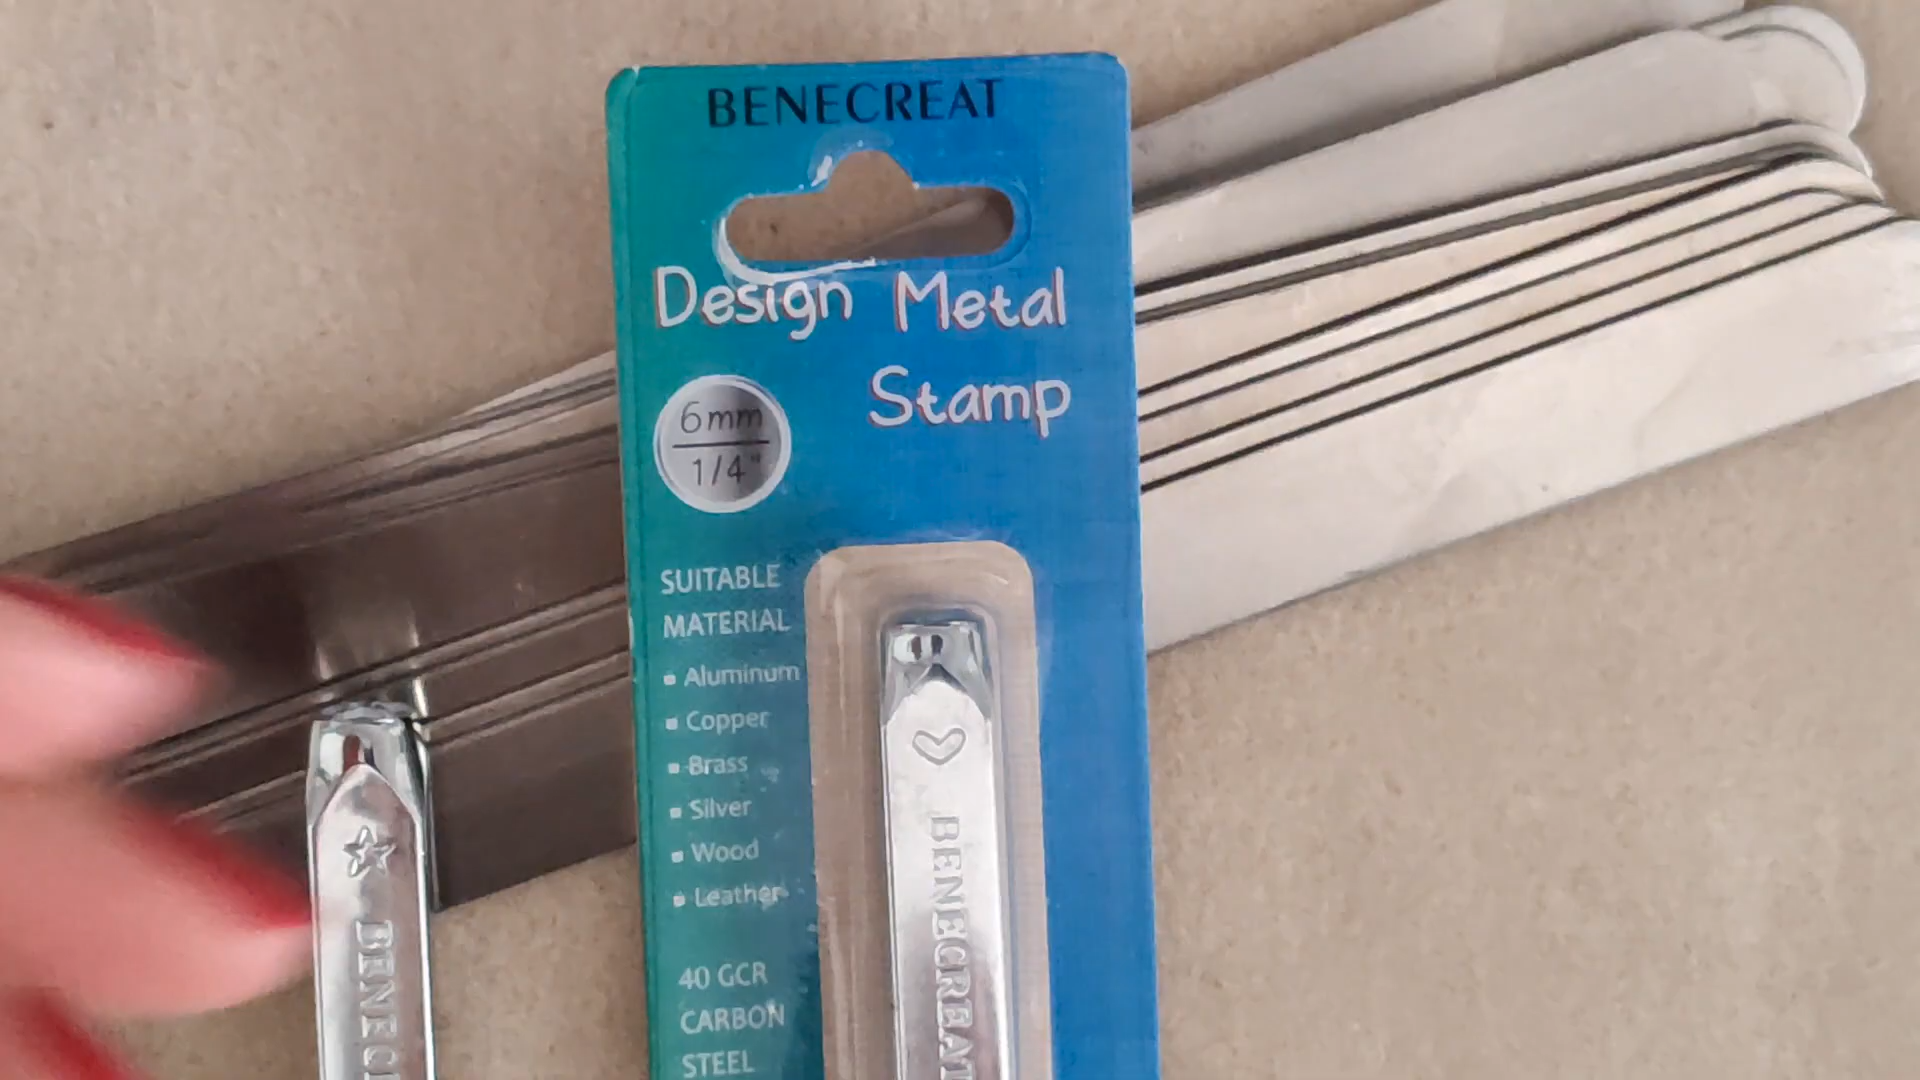 BENECREAT
Design Metal
Stamp
6mm
1/4"
SUITABLE
MATERIAL
▪ Aluminum
▪ Copper
▪ Brass
▪ Silver
▪ Wood
▪ Leather
40 GCR
CARBON
STEEL
BENECREAT
BENEC